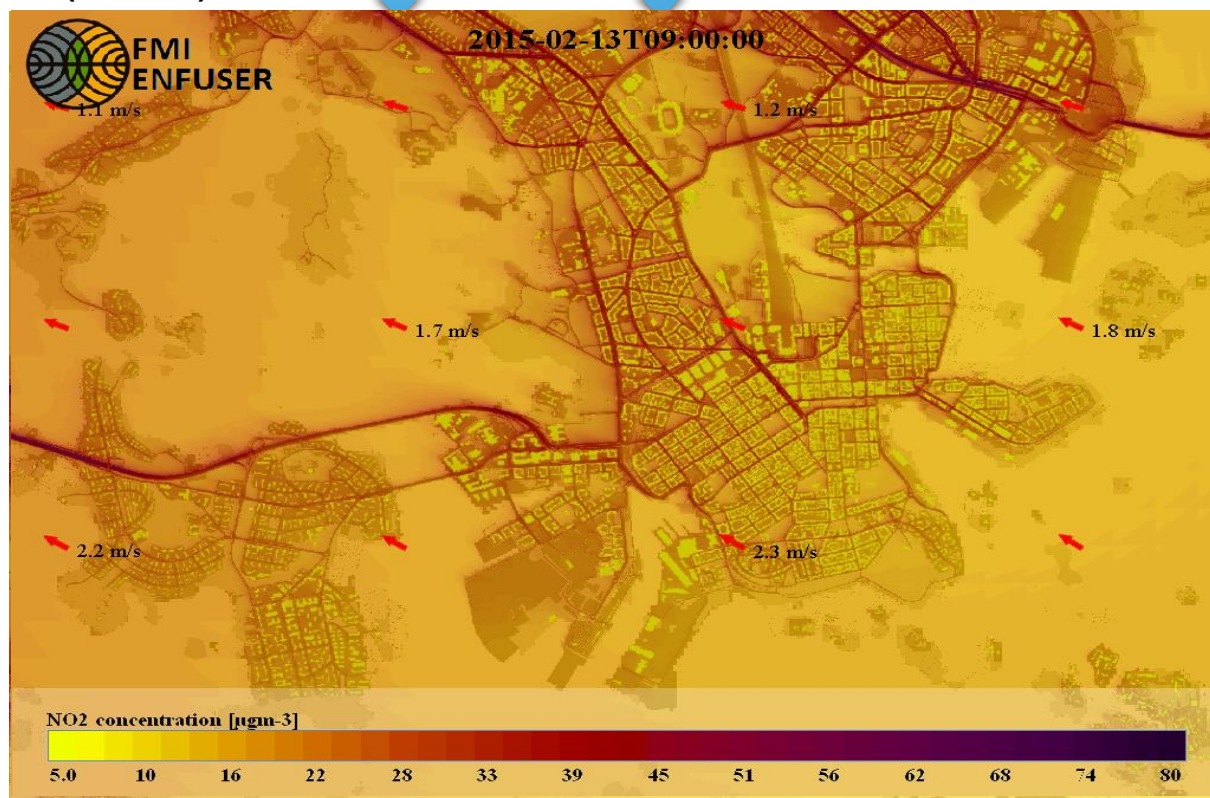 2015-02-13T09:00:00
FMI
ENFUSER
1.1 m/s
1.2 m/s
1.7 m/s
1.8 m/s
2.2 m/s
2.3 m/s
NO2 concentration [μgm-3]
5.0 10 16 22 28 33 39 45 51 56 62 68 74 80